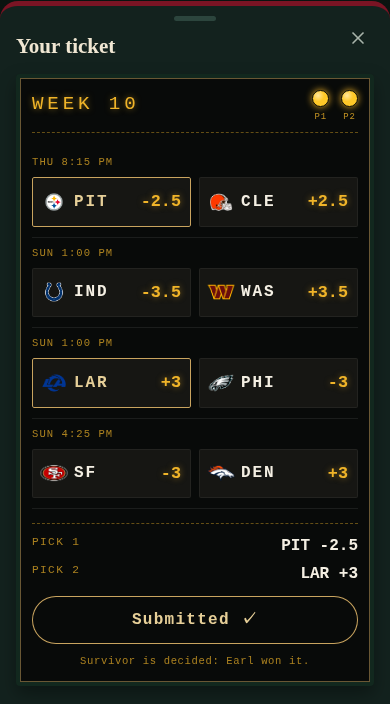 Your ticket
WEEK 10
P1 P2
THU 8:15 PM
PIT -2.5 CLE +2.5
SUN 1:00 PM
IND -3.5 WAS +3.5
SUN 1:00 PM
LAR +3 PHI -3
SUN 4:25 PM
SF -3 DEN +3
PICK 1 PIT -2.5
PICK 2 LAR +3
Submitted ✓
Survivor is decided: Earl won it.